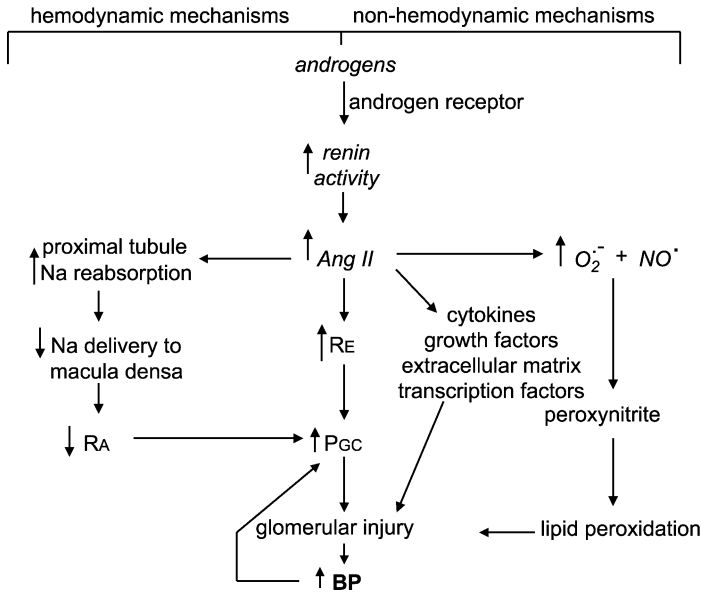 hemodynamic mechanisms
non-hemodynamic mechanisms
androgens
androgen receptor
↑ renin
activity
proximal tubule
↑ Na reabsorption
↑ Ang II
↑ O₂·⁻ + NO·
cytokines
growth factors
extracellular matrix
transcription factors
↓ Na delivery to
macula densa
↑ RE
peroxynitrite
↓ RA
↑ PGC
glomerular injury
lipid peroxidation
↑ BP